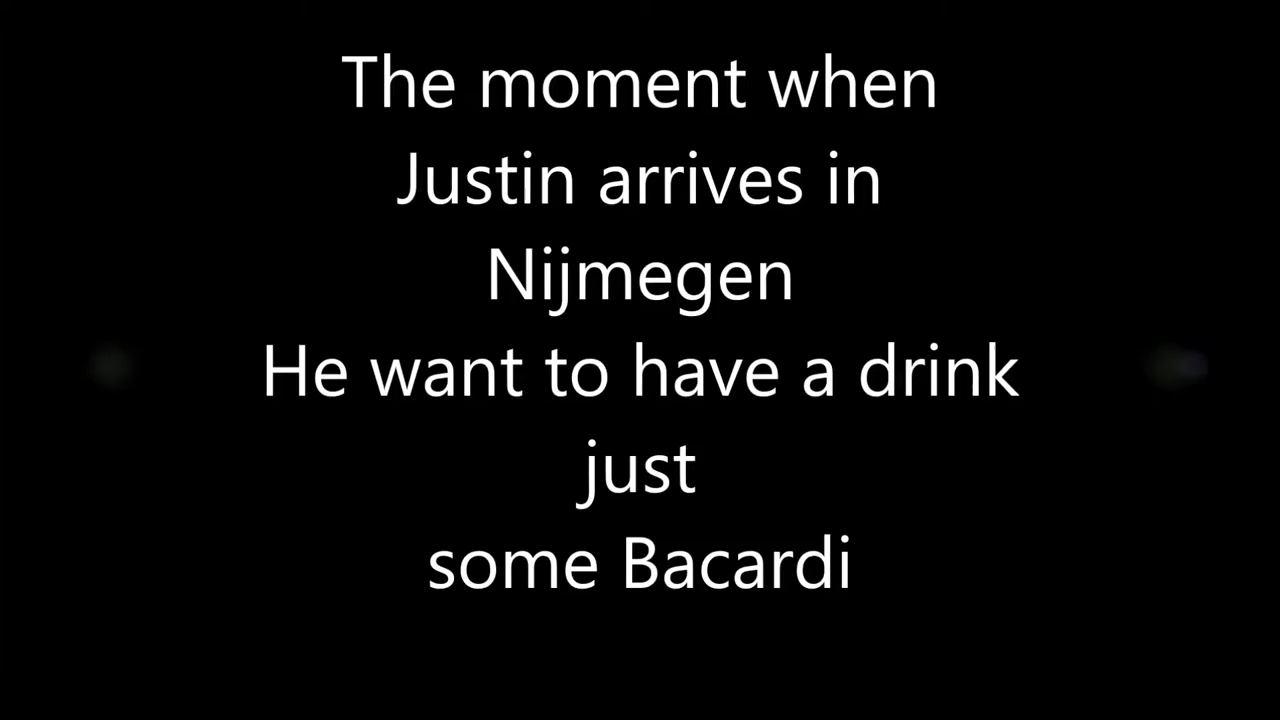 The moment when
Justin arrives in
Nijmegen
He want to have a drink
just
some Bacardi